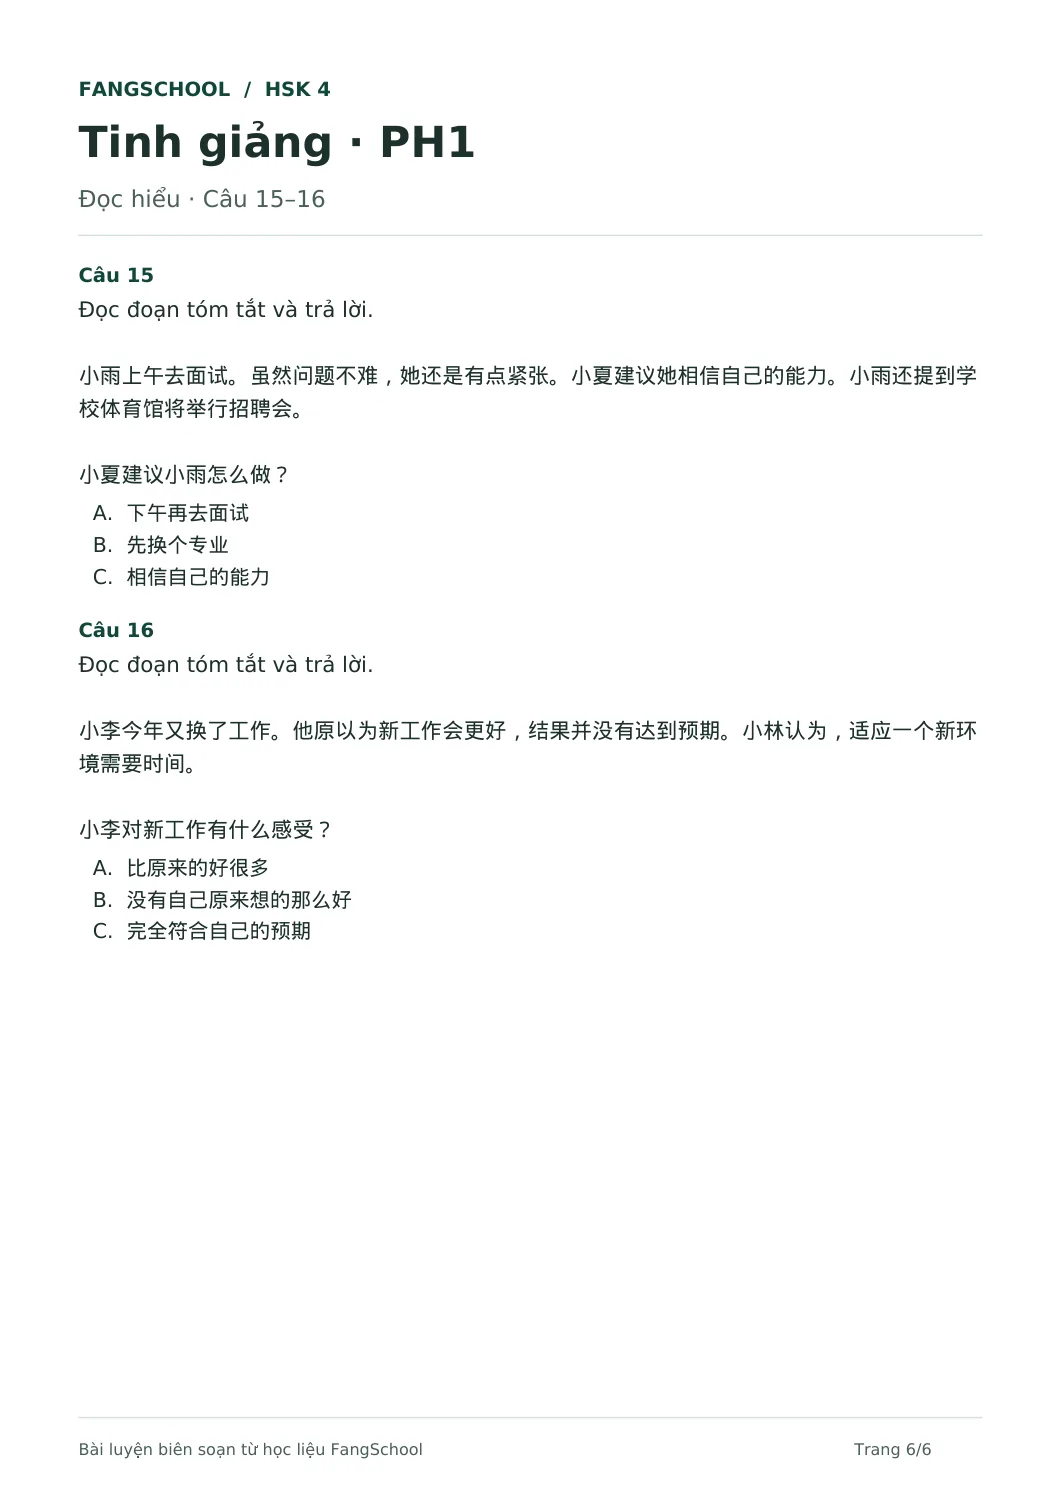 FANGSCHOOL / HSK 4
Tinh giảng · PH1
Đọc hiểu · Câu 15–16
Câu 15
Đọc đoạn tóm tắt và trả lời.
小雨上午去面试。虽然问题不难，她还是有点紧张。小夏建议她相信自己的能力。小雨还提到学
校体育馆将举行招聘会。
小夏建议小雨怎么做？
A. 下午再去面试
B. 先换个专业
C. 相信自己的能力
Câu 16
Đọc đoạn tóm tắt và trả lời.
小李今年又换了工作。他原以为新工作会更好，结果并没有达到预期。小林认为，适应一个新环
境需要时间。
小李对新工作有什么感受？
A. 比原来的好很多
B. 没有自己原来想的那么好
C. 完全符合自己的预期
Bài luyện biên soạn từ học liệu FangSchool
Trang 6/6